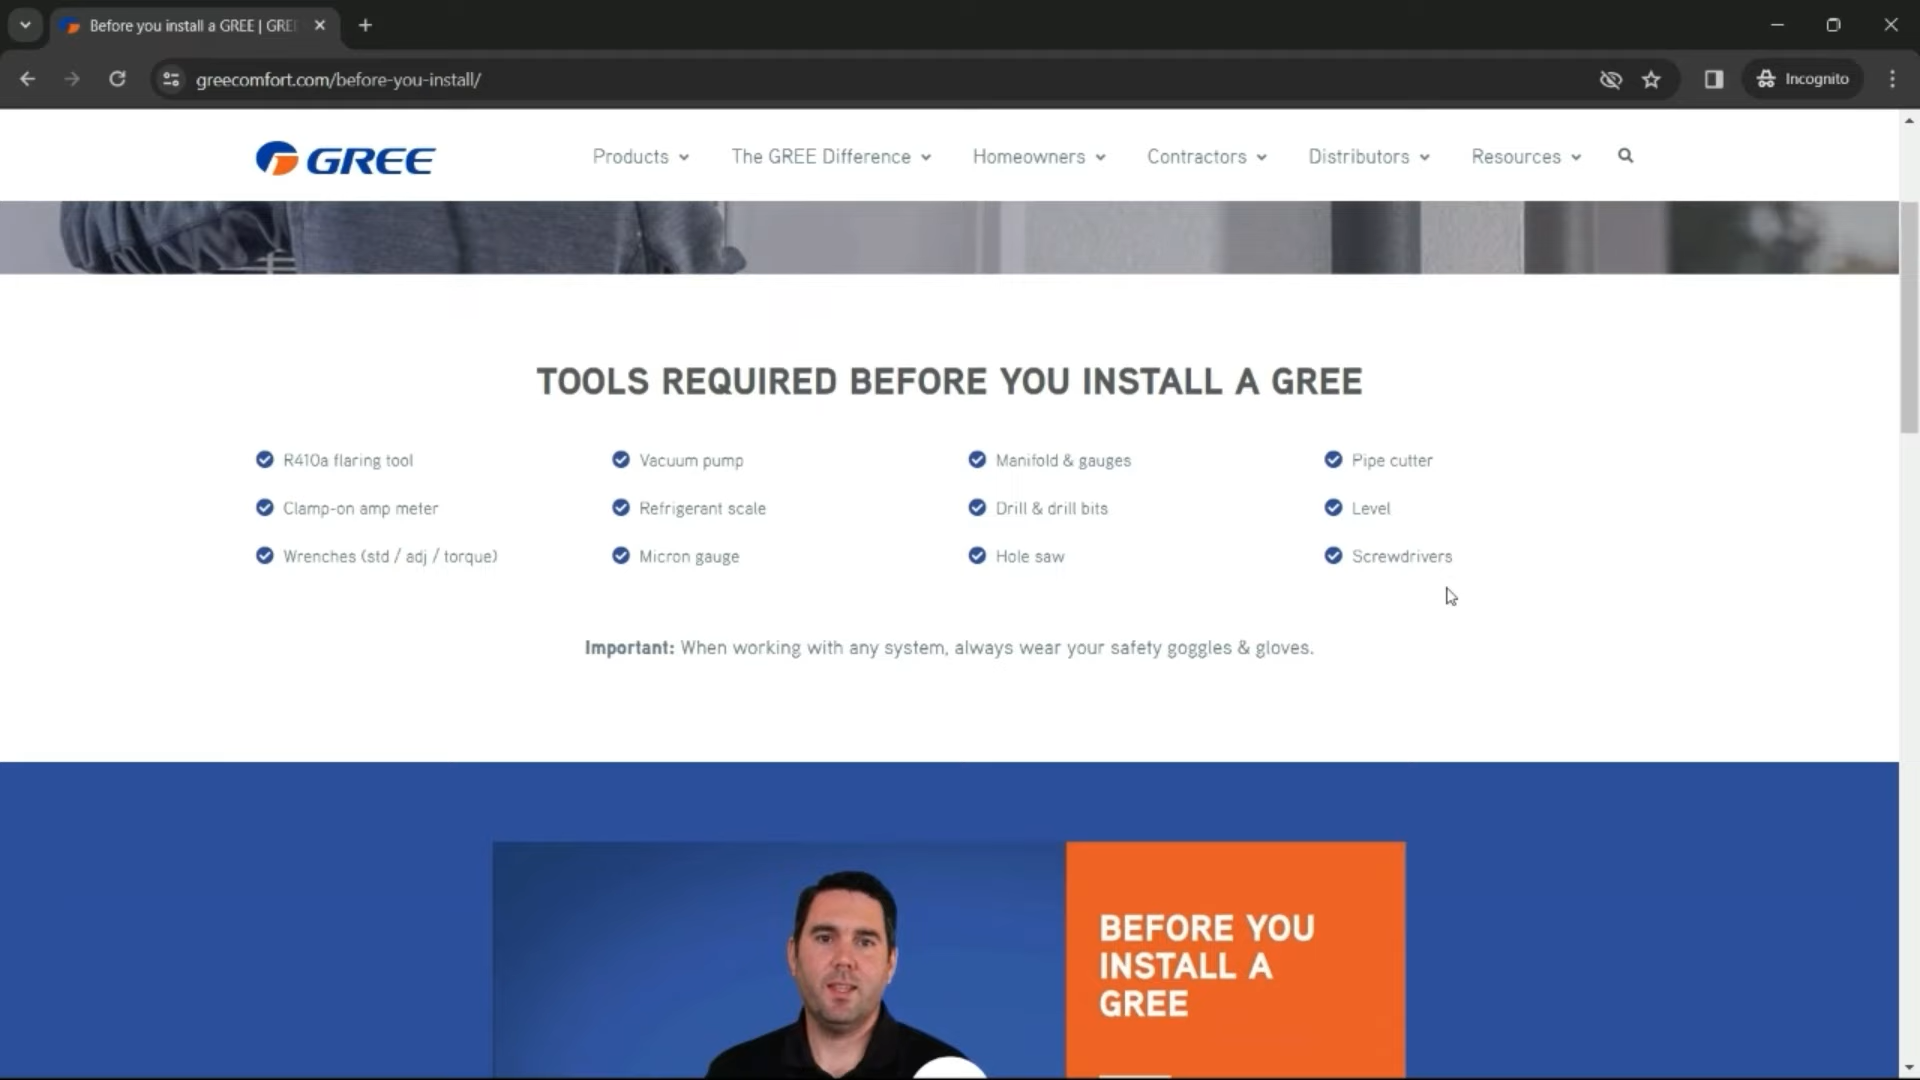 Before you install a GREE | GREE
greecomfort.com/before-you-install/
Incognito
GREE
Products
The GREE Difference
Homeowners
Contractors
Distributors
Resources
TOOLS REQUIRED BEFORE YOU INSTALL A GREE
R410a flaring tool
Vacuum pump
Manifold & gauges
Pipe cutter
Clamp-on amp meter
Refrigerant scale
Drill & drill bits
Level
Wrenches (std / adj / torque)
Micron gauge
Hole saw
Screwdrivers
Important: When working with any system, always wear your safety goggles & gloves.
BEFORE YOU
INSTALL A
GREE